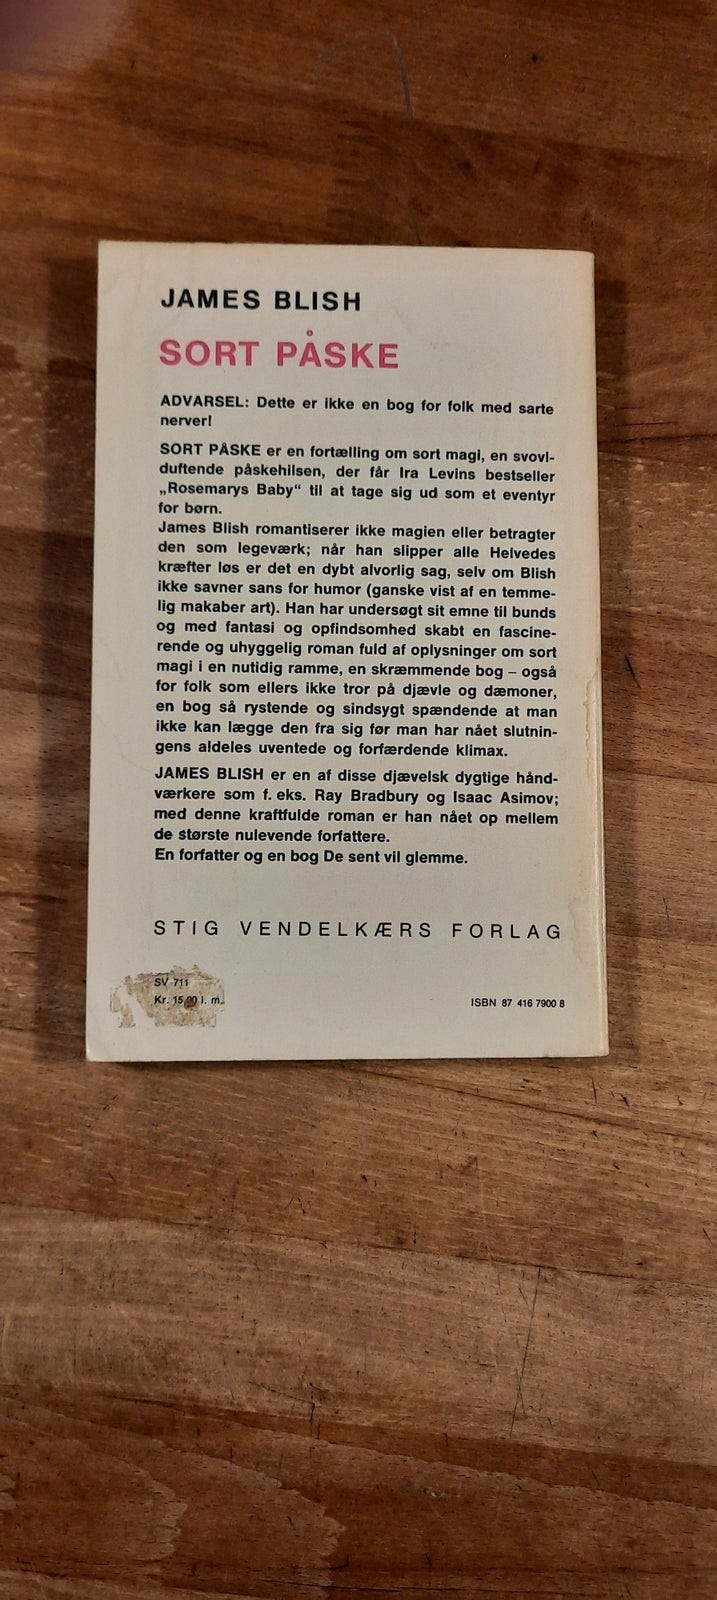 JAMES BLISH
SORT PÅSKE
ADVARSEL: Dette er ikke en bog for folk med sarte
nerver!
SORT PÅSKE er en fortælling om sort magi, en svovl-
duftende påskehilsen, der får Ira Levins bestseller
„Rosemarys Baby“ til at tage sig ud som et eventyr
for børn.
James Blish romantiserer ikke magien eller betragter
den som legeværk; når han slipper alle Helvedes
kræfter løs er det en dybt alvorlig sag, selv om Blish
ikke savner sans for humor (ganske vist af en temme-
lig makaber art). Han har undersøgt sit emne til bunds
og med fantasi og opfindsomhed skabt en fascine-
rende og uhyggelig roman fuld af oplysninger om sort
magi i en nutidig ramme, en skræmmende bog – også
for folk som ellers ikke tror på djævle og dæmoner,
en bog så rystende og sindsygt spændende at man
ikke kan lægge den fra sig før man har nået slutnin-
gens aldeles uventede og forfærdende klimax.
JAMES BLISH er en af disse djævelsk dygtige hånd-
værkere som f. eks. Ray Bradbury og Isaac Asimov;
med denne kraftfulde roman er han nået op mellem
de største nulevende forfattere.
En forfatter og en bog De sent vil glemme.
STIG VENDELKÆRS FORLAG
SV 711
Kr. 15,00 i. m.
ISBN 87 416 7900 8